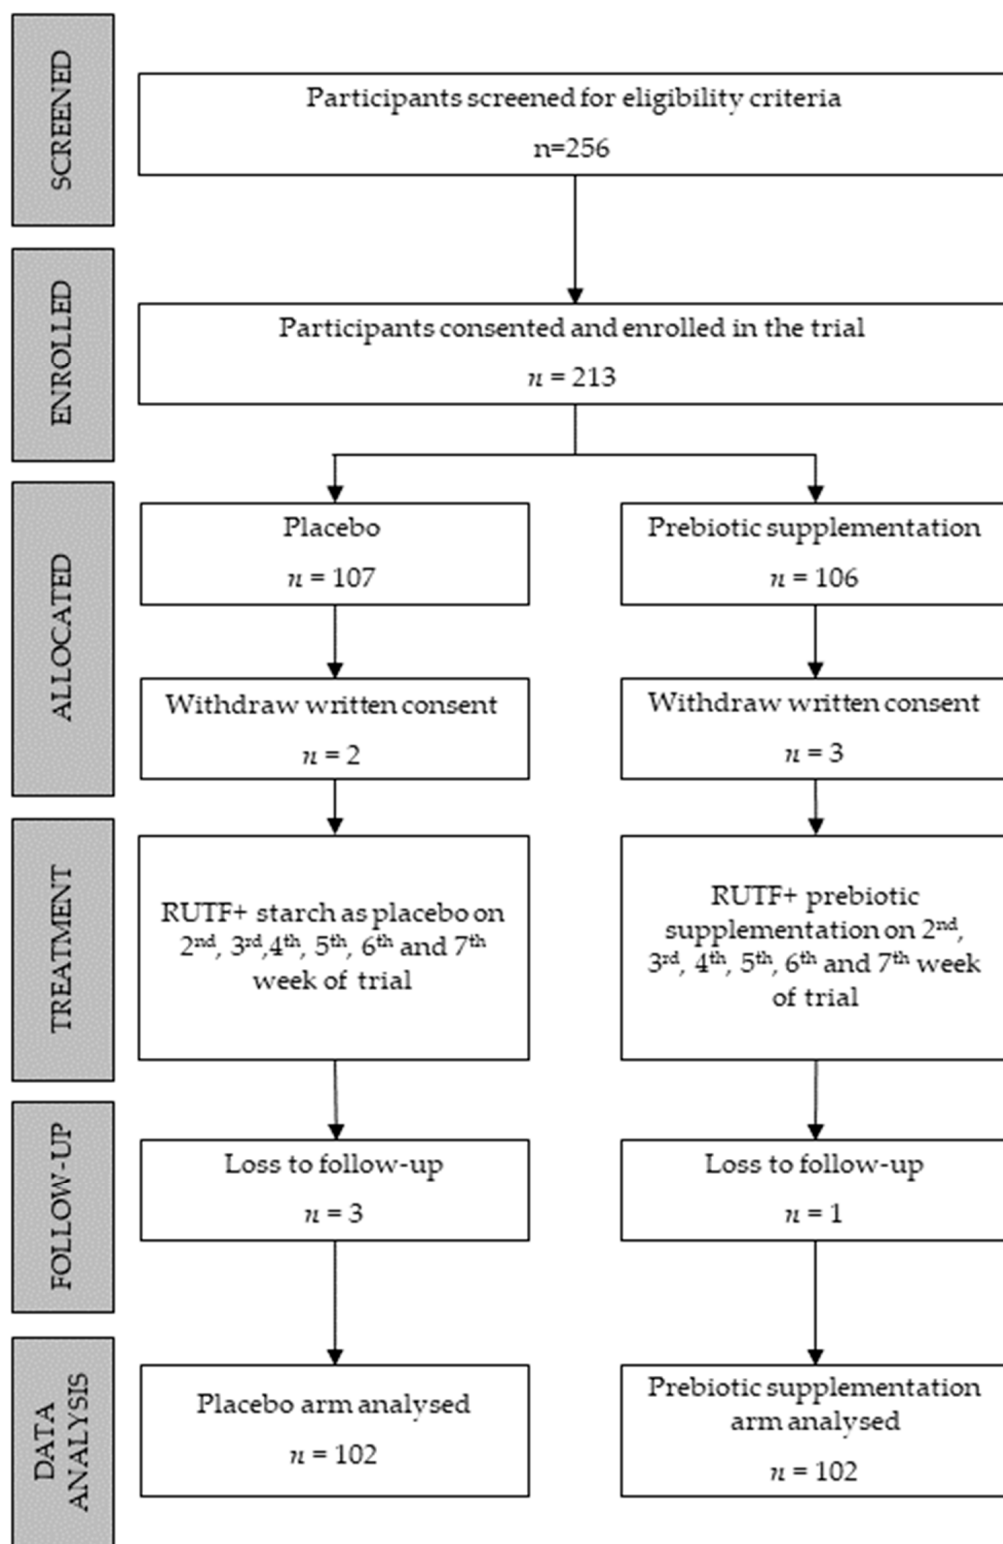 SCREENED
Participants screened for eligibility criteria
n=256
ENROLLED
Participants consented and enrolled in the trial
n = 213
ALLOCATED
Placebo
n = 107
Prebiotic supplementation
n = 106
Withdraw written consent
n = 2
Withdraw written consent
n = 3
TREATMENT
RUTF+ starch as placebo on
2nd, 3rd,4th, 5th, 6th and 7th
week of trial
RUTF+ prebiotic
supplementation on 2nd,
3rd, 4th, 5th, 6th and 7th week
of trial
FOLLOW-UP
Loss to follow-up
n = 3
Loss to follow-up
n = 1
DATA
ANALYSIS
Placebo arm analysed
n = 102
Prebiotic supplementation
arm analysed
n = 102